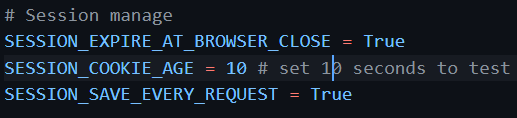 # Session manage
SESSION_EXPIRE_AT_BROWSER_CLOSE = True
SESSION_COOKIE_AGE = 10 # set 10 seconds to test
SESSION_SAVE_EVERY_REQUEST = True